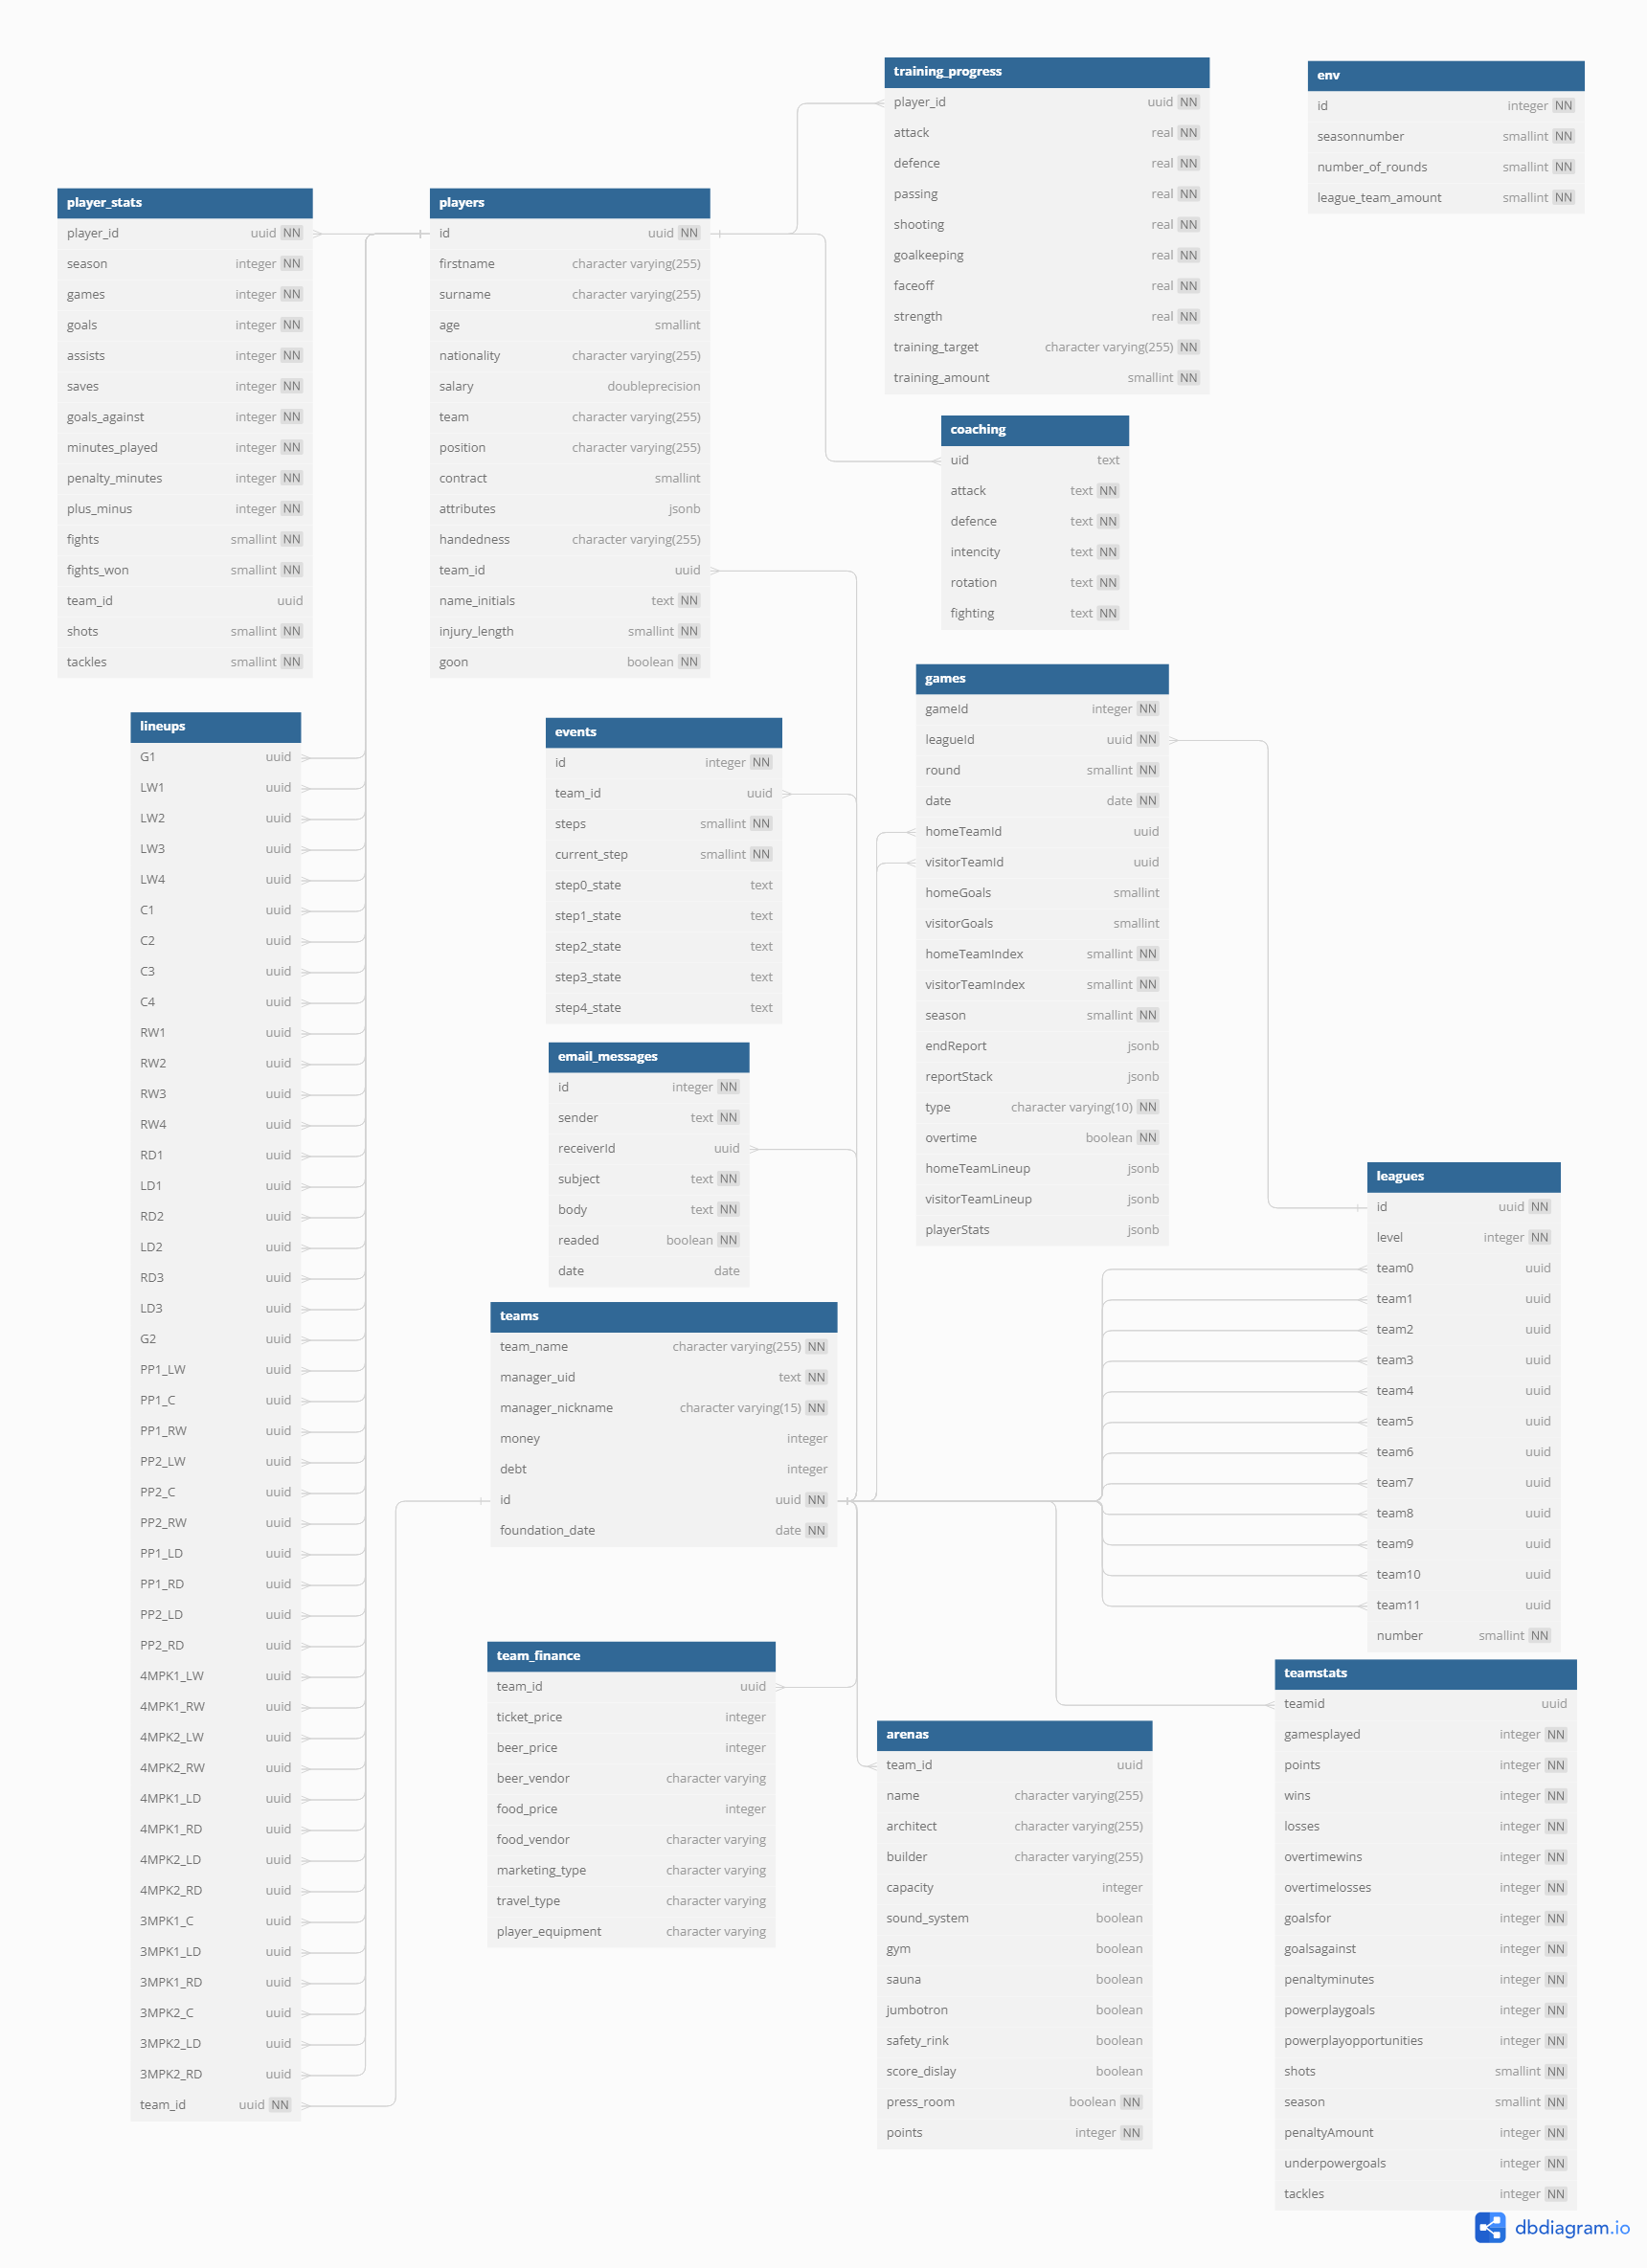 training_progress
player_id uuid NN
attack real NN
defence real NN
passing real NN
shooting real NN
goalkeeping real NN
faceoff real NN
strength real NN
training_target character varying(255) NN
training_amount smallint NN
env
id integer NN
seasonnumber smallint NN
number_of_rounds smallint NN
league_team_amount smallint NN
player_stats
player_id uuid NN
season integer NN
games integer NN
goals integer NN
assists integer NN
saves integer NN
goals_against integer NN
minutes_played integer NN
penalty_minutes integer NN
plus_minus integer NN
fights smallint NN
fights_won smallint NN
team_id uuid
shots smallint NN
tackles smallint NN
players
id uuid NN
firstname character varying(255)
surname character varying(255)
age smallint
nationality character varying(255)
salary doubleprecision
team character varying(255)
position character varying(255)
contract smallint
attributes jsonb
handedness character varying(255)
team_id uuid
name_initials text NN
injury_length smallint NN
goon boolean NN
coaching
uid text
attack text NN
defence text NN
intencity text NN
rotation text NN
fighting text NN
games
gameId integer NN
leagueId uuid NN
round smallint NN
date date NN
homeTeamId uuid
visitorTeamId uuid
homeGoals smallint
visitorGoals smallint
homeTeamIndex smallint NN
visitorTeamIndex smallint NN
season smallint NN
endReport jsonb
reportStack jsonb
type character varying(10) NN
overtime boolean NN
homeTeamLineup jsonb
visitorTeamLineup jsonb
playerStats jsonb
lineups
G1 uuid
LW1 uuid
LW2 uuid
LW3 uuid
LW4 uuid
C1 uuid
C2 uuid
C3 uuid
C4 uuid
RW1 uuid
RW2 uuid
RW3 uuid
RW4 uuid
RD1 uuid
LD1 uuid
RD2 uuid
LD2 uuid
RD3 uuid
LD3 uuid
G2 uuid
PP1_LW uuid
PP1_C uuid
PP1_RW uuid
PP2_LW uuid
PP2_C uuid
PP2_RW uuid
PP1_LD uuid
PP1_RD uuid
PP2_LD uuid
PP2_RD uuid
4MPK1_LW uuid
4MPK1_RW uuid
4MPK2_LW uuid
4MPK2_RW uuid
4MPK1_LD uuid
4MPK1_RD uuid
4MPK2_LD uuid
4MPK2_RD uuid
3MPK1_C uuid
3MPK1_LD uuid
3MPK1_RD uuid
3MPK2_C uuid
3MPK2_LD uuid
3MPK2_RD uuid
team_id uuid NN
events
id integer NN
team_id uuid
steps smallint NN
current_step smallint NN
step0_state text
step1_state text
step2_state text
step3_state text
step4_state text
email_messages
id integer NN
sender text NN
receiverId uuid
subject text NN
body text NN
readed boolean NN
date date
teams
team_name character varying(255) NN
manager_uid text NN
manager_nickname character varying(15) NN
money integer
debt integer
id uuid NN
foundation_date date NN
leagues
id uuid NN
level integer NN
team0 uuid
team1 uuid
team2 uuid
team3 uuid
team4 uuid
team5 uuid
team6 uuid
team7 uuid
team8 uuid
team9 uuid
team10 uuid
team11 uuid
number smallint NN
team_finance
team_id uuid
ticket_price integer
beer_price integer
beer_vendor character varying
food_price integer
food_vendor character varying
marketing_type character varying
travel_type character varying
player_equipment character varying
arenas
team_id uuid
name character varying(255)
architect character varying(255)
builder character varying(255)
capacity integer
sound_system boolean
gym boolean
sauna boolean
jumbotron boolean
safety_rink boolean
score_dislay boolean
press_room boolean NN
points integer NN
teamstats
teamid uuid
gamesplayed integer NN
points integer NN
wins integer NN
losses integer NN
overtimewins integer NN
overtimelosses integer NN
goalsfor integer NN
goalsagainst integer NN
penaltyminutes integer NN
powerplaygoals integer NN
powerplayopportunities integer NN
shots smallint NN
season smallint NN
penaltyAmount integer NN
underpowergoals integer NN
tackles integer NN
dbdiagram.io